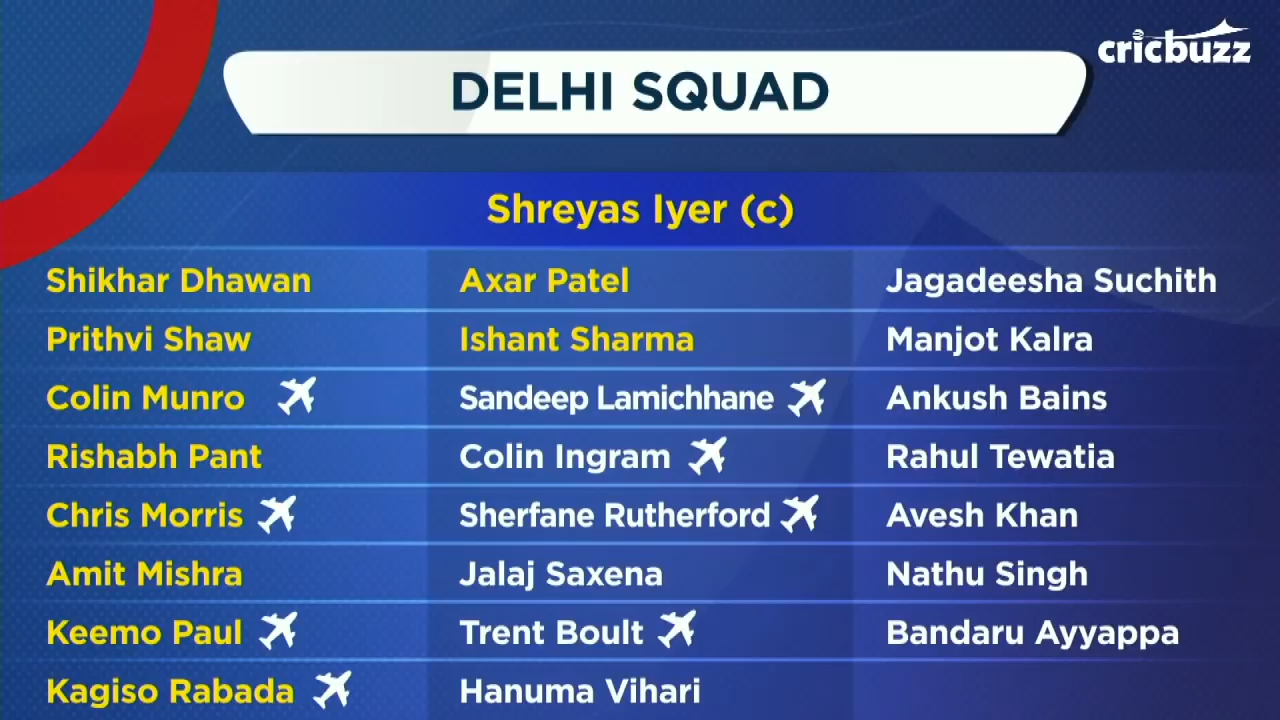 cricbuzz
DELHI SQUAD
Shreyas Iyer (c)
Shikhar Dhawan
Prithvi Shaw
Colin Munro
Rishabh Pant
Chris Morris
Amit Mishra
Keemo Paul
Kagiso Rabada
Axar Patel
Ishant Sharma
Sandeep Lamichhane
Colin Ingram
Sherfane Rutherford
Jalaj Saxena
Trent Boult
Hanuma Vihari
Jagadeesha Suchith
Manjot Kalra
Ankush Bains
Rahul Tewatia
Avesh Khan
Nathu Singh
Bandaru Ayyappa